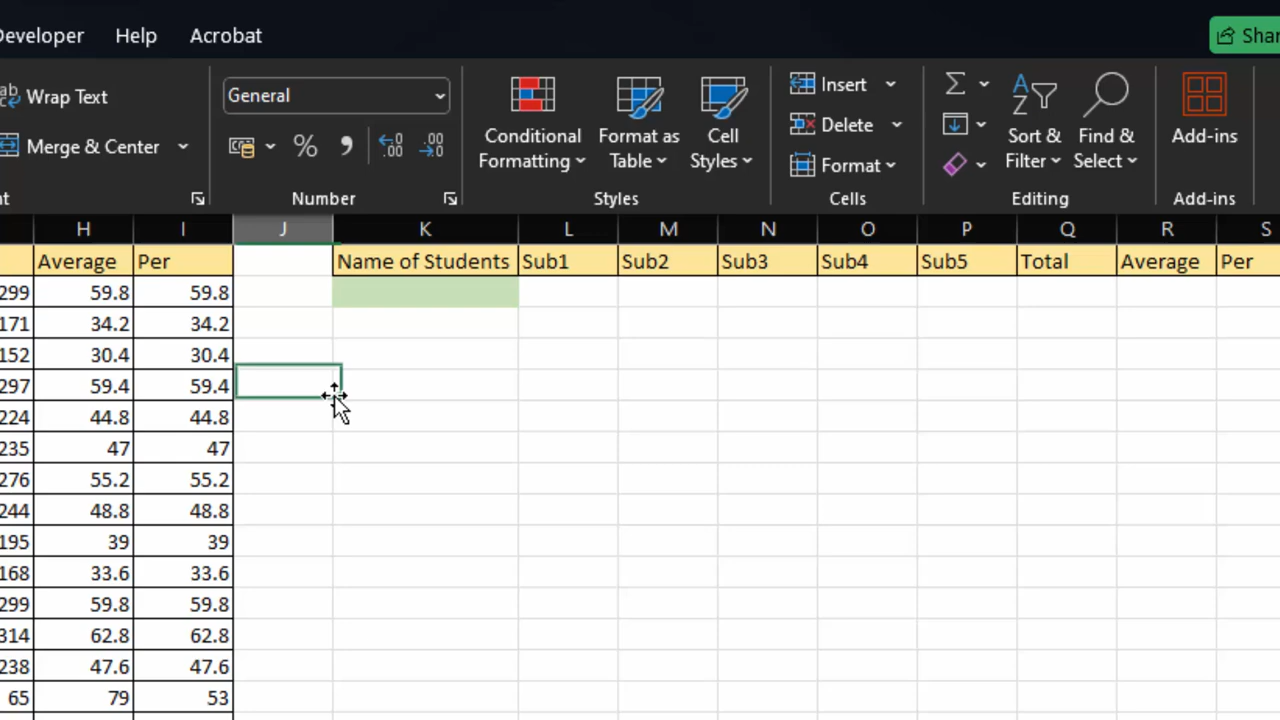 Developer Help Acrobat Shar
ab Wrap Text
Merge & Center
General
Conditional
Formatting
Format as
Table
Cell
Styles
Insert
Delete
Format
Sort &
Filter
Find &
Select
Add-ins
Number Styles Cells Editing Add-ins
H I J K L M N O P Q R S
Average Per Name of Students Sub1 Sub2 Sub3 Sub4 Sub5 Total Average Per
299 59.8 59.8
171 34.2 34.2
152 30.4 30.4
297 59.4 59.4
224 44.8 44.8
235 47 47
276 55.2 55.2
244 48.8 48.8
195 39 39
168 33.6 33.6
299 59.8 59.8
314 62.8 62.8
238 47.6 47.6
65 79 53